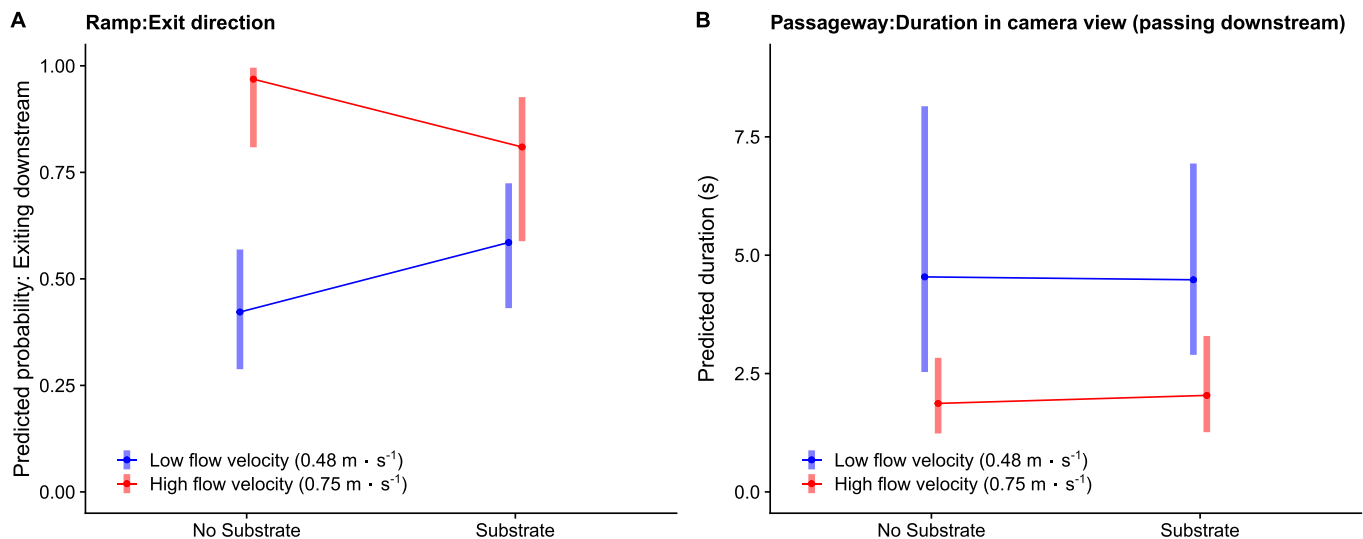 A
Ramp:Exit direction
Predicted probability: Exiting downstream
1.00
0.75
0.50
0.25
0.00
Low flow velocity (0.48 m · s⁻¹)
High flow velocity (0.75 m · s⁻¹)
No Substrate
Substrate
B
Passageway:Duration in camera view (passing downstream)
Predicted duration (s)
7.5
5.0
2.5
0.0
Low flow velocity (0.48 m · s⁻¹)
High flow velocity (0.75 m · s⁻¹)
No Substrate
Substrate